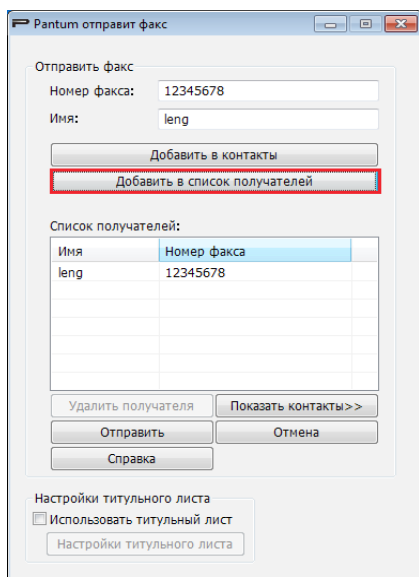 Pantum отправит факс
Отправить факс
Номер факса: 12345678
Имя: leng
Добавить в контакты
Добавить в список получателей
Список получателей:
Имя Номер факса
leng 12345678
Удалить получателя Показать контакты>>
Отправить Отмена
Справка
Настройки титульного листа
Использовать титульный лист
Настройки титульного листа